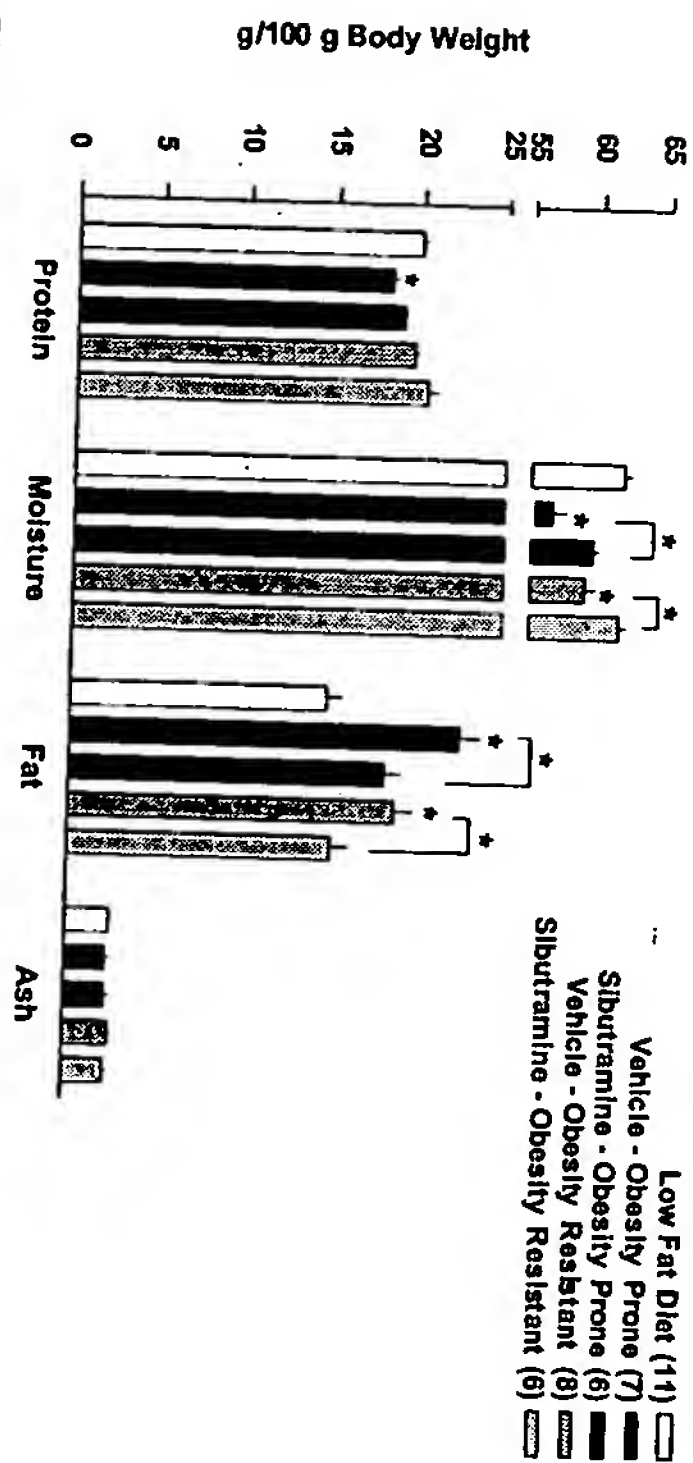 g/100 g Body Weight
0
5
10
15
20
25
55
60
65
Protein
Moisture
Fat
Ash
*
*
*
*
*
*
*
*
*
Low Fat Diet (11)
Vehicle - Obesity Prone (7)
Sibutramine - Obesity Prone (6)
Vehicle - Obesity Resistant (8)
Sibutramine - Obesity Resistant (6)